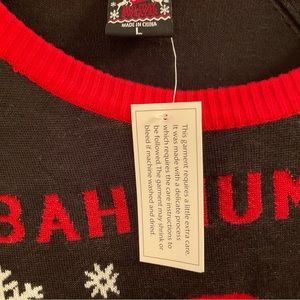 MADE IN CHINA
L
This garment requires a little extra care.
It was made with a delicate process
which requires the care instructions to
be followed. The garment may shrink or
bleed if machine washed and dried.
BAH HUM